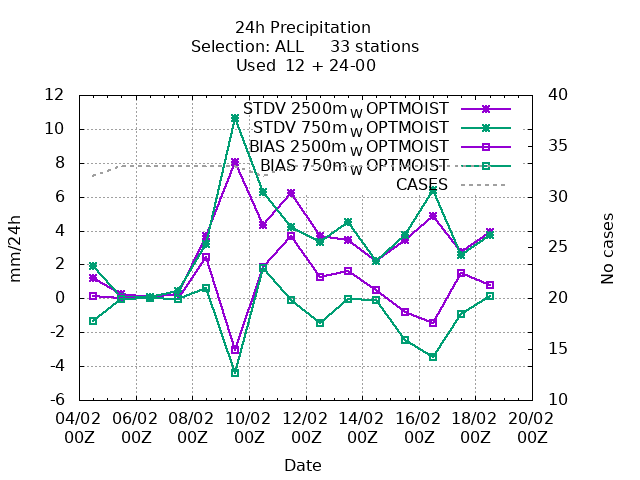 24h Precipitation
Selection: ALL 33 stations
Used 12 + 24-00
STDV 2500m_W OPTMOIST
STDV 750m_W OPTMOIST
BIAS 2500m_W OPTMOIST
BIAS 750m_W OPTMOIST
CASES
12
10
8
6
4
2
0
-2
-4
-6
mm/24h
40
35
30
25
20
15
10
No cases
04/02 06/02 08/02 10/02 12/02 14/02 16/02 18/02 20/02
00Z 00Z 00Z 00Z 00Z 00Z 00Z 00Z 00Z
Date